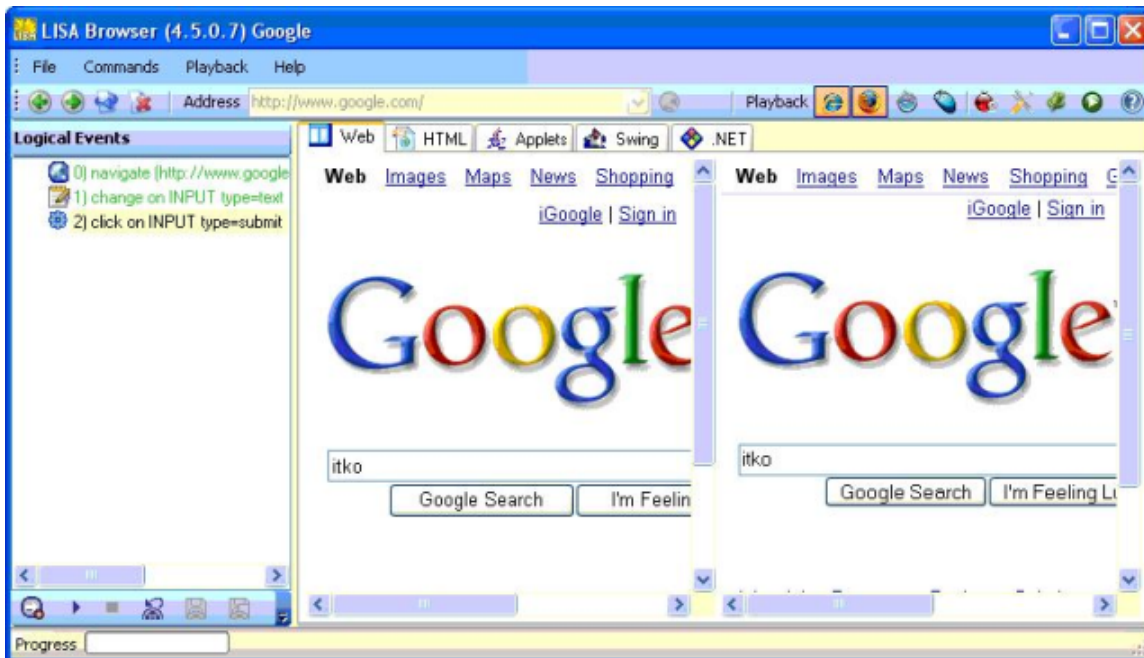 LISA Browser (4.5.0.7) Google
File Commands Playback Help
Address http://www.google.com/ Playback
Logical Events
Web HTML Applets Swing .NET
0) navigate (http://www.google
1) change on INPUT type=text
2) click on INPUT type=submit
Web Images Maps News Shopping
iGoogle | Sign in
Google
itko
Google Search I'm Feelin
Web Images Maps News Shopping G
iGoogle | Sign in
Google
itko
Google Search I'm Feeling Lu
Progress